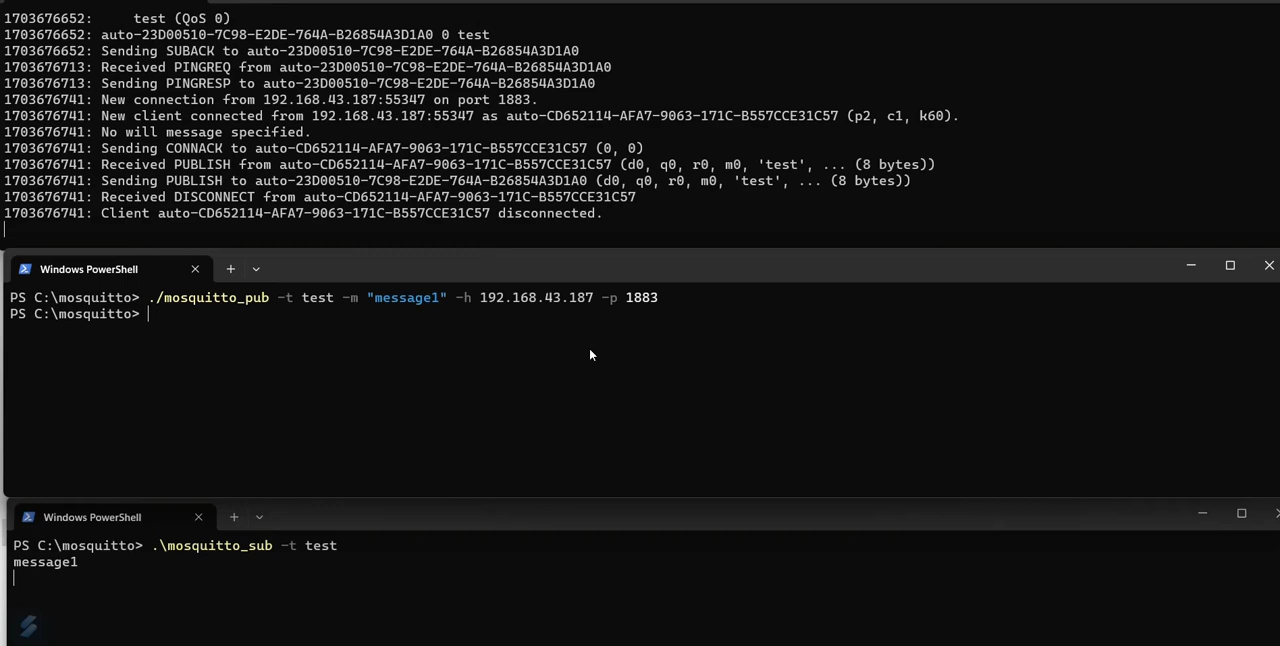 1703676652:     test (QoS 0)
1703676652: auto-23D00510-7C98-E2DE-764A-B26854A3D1A0 0 test
1703676652: Sending SUBACK to auto-23D00510-7C98-E2DE-764A-B26854A3D1A0
1703676713: Received PINGREQ from auto-23D00510-7C98-E2DE-764A-B26854A3D1A0
1703676713: Sending PINGRESP to auto-23D00510-7C98-E2DE-764A-B26854A3D1A0
1703676741: New connection from 192.168.43.187:55347 on port 1883.
1703676741: New client connected from 192.168.43.187:55347 as auto-CD652114-AFA7-9063-171C-B557CCE31C57 (p2, c1, k60).
1703676741: No will message specified.
1703676741: Sending CONNACK to auto-CD652114-AFA7-9063-171C-B557CCE31C57 (0, 0)
1703676741: Received PUBLISH from auto-CD652114-AFA7-9063-171C-B557CCE31C57 (d0, q0, r0, m0, 'test', ... (8 bytes))
1703676741: Sending PUBLISH to auto-23D00510-7C98-E2DE-764A-B26854A3D1A0 (d0, q0, r0, m0, 'test', ... (8 bytes))
1703676741: Received DISCONNECT from auto-CD652114-AFA7-9063-171C-B557CCE31C57
1703676741: Client auto-CD652114-AFA7-9063-171C-B557CCE31C57 disconnected.
Windows PowerShell
PS C:\mosquitto> ./mosquitto_pub -t test -m "message1" -h 192.168.43.187 -p 1883
PS C:\mosquitto>
Windows PowerShell
PS C:\mosquitto> .\mosquitto_sub -t test
message1